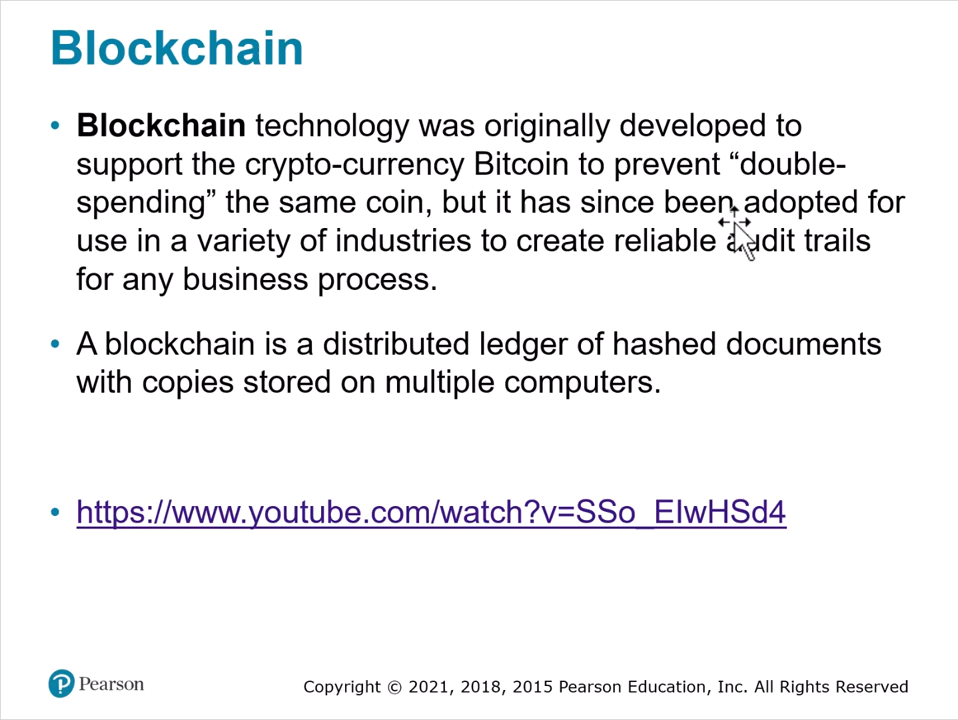 Blockchain
• Blockchain technology was originally developed to
support the crypto-currency Bitcoin to prevent “double-
spending” the same coin, but it has since been adopted for
use in a variety of industries to create reliable audit trails
for any business process.
• A blockchain is a distributed ledger of hashed documents
with copies stored on multiple computers.
• https://www.youtube.com/watch?v=SSo_EIwHSd4
Pearson
Copyright © 2021, 2018, 2015 Pearson Education, Inc. All Rights Reserved